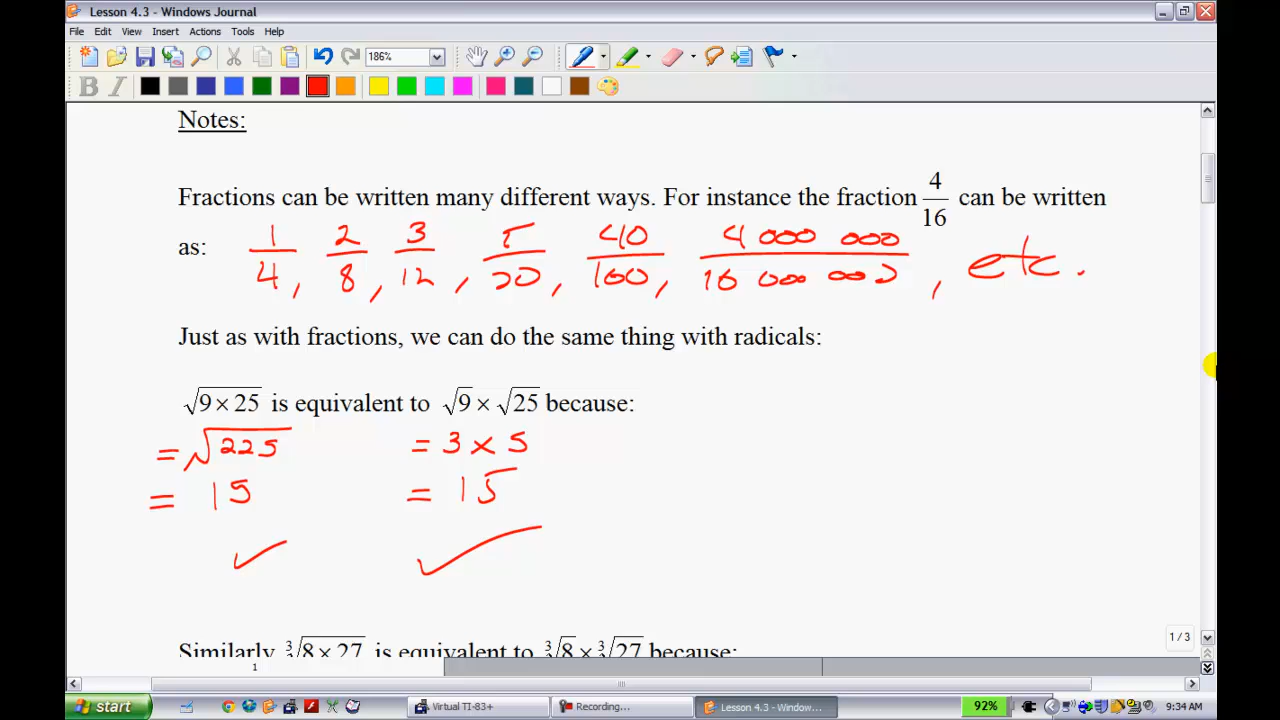 Lesson 4.3 - Windows Journal
File Edit View Insert Actions Tools Help
186%
B I
Notes:
Fractions can be written many different ways. For instance the fraction 4/16 can be written
as: 1/4, 2/8, 3/12, 5/20, 40/160, 4 000 000/16 000 000, etc.
Just as with fractions, we can do the same thing with radicals:
√(9 × 25) is equivalent to √9 × √25 because:
= √225 = 3 × 5
= 15 = 15
Similarly ∛(8 × 27) is equivalent to ∛8 × ∛27 because:
1 / 3
1
start Virtual TI-83+ Recording... Lesson 4.3 - Window... 92% 9:34 AM